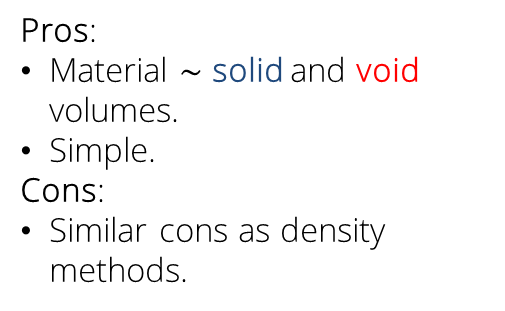 Pros:
• Material ~ solid and void
volumes.
• Simple.
Cons:
• Similar cons as density
methods.